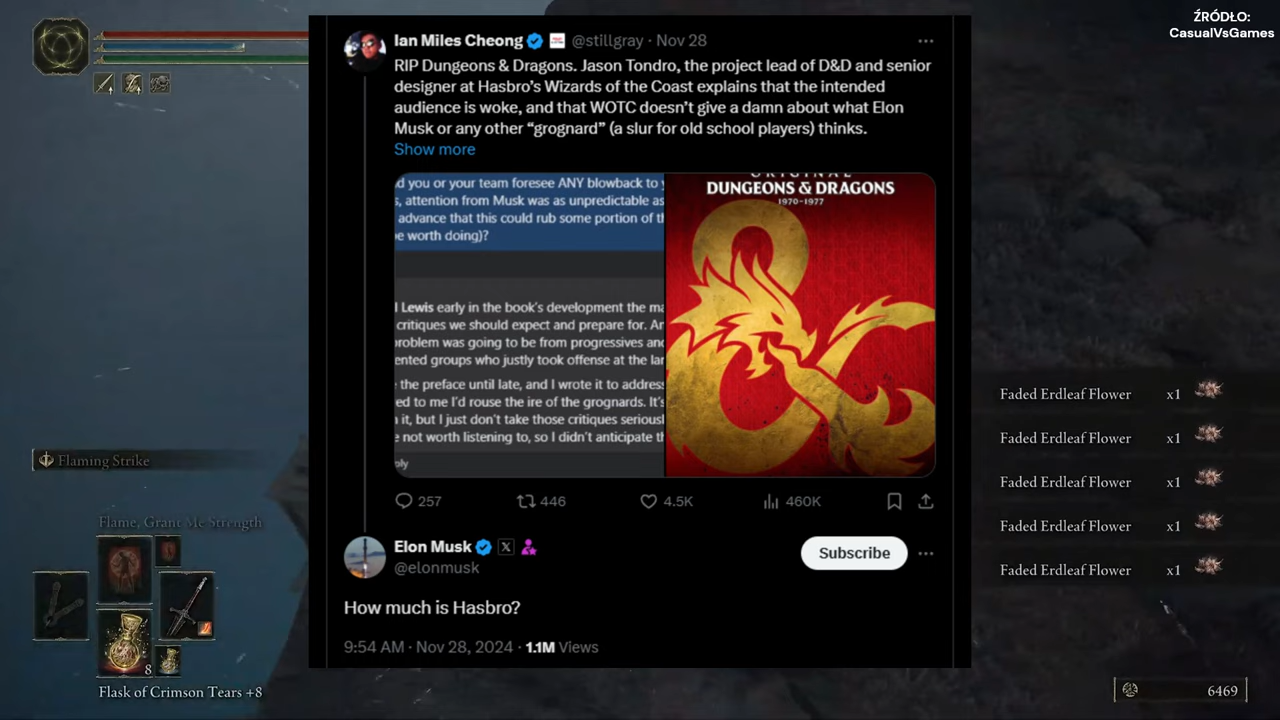 ŹRÓDŁO:
CasualVsGames
Ian Miles Cheong @stillgray · Nov 28
RIP Dungeons & Dragons. Jason Tondro, the project lead of D&D and senior
designer at Hasbro's Wizards of the Coast explains that the intended
audience is woke, and that WOTC doesn't give a damn about what Elon
Musk or any other “grognard” (a slur for old school players) thinks.
Show more
d you or your team foresee ANY blowback to
s, attention from Musk was as unpredictable as
advance that this could rub some portion of th
be worth doing)?
l Lewis early in the book's development the ma
critiques we should expect and prepare for. Ar
problem was going to be from progressives and
ented groups who justly took offense at the lan
the preface until late, and I wrote it to address
ed to me I'd rouse the ire of the grognards. It's
it, but I just don't take those critiques seriousl
e not worth listening to, so I didn't anticipate th
ply
ORIGINAL
DUNGEONS & DRAGONS
1970-1977
257 446 4.5K 460K
Elon Musk
@elonmusk
Subscribe
How much is Hasbro?
9:54 AM · Nov 28, 2024 · 1.1M Views
Flaming Strike
Flame, Grant Me Strength
8
Flask of Crimson Tears +8
Faded Erdleaf Flower x1
Faded Erdleaf Flower x1
Faded Erdleaf Flower x1
Faded Erdleaf Flower x1
Faded Erdleaf Flower x1
6469